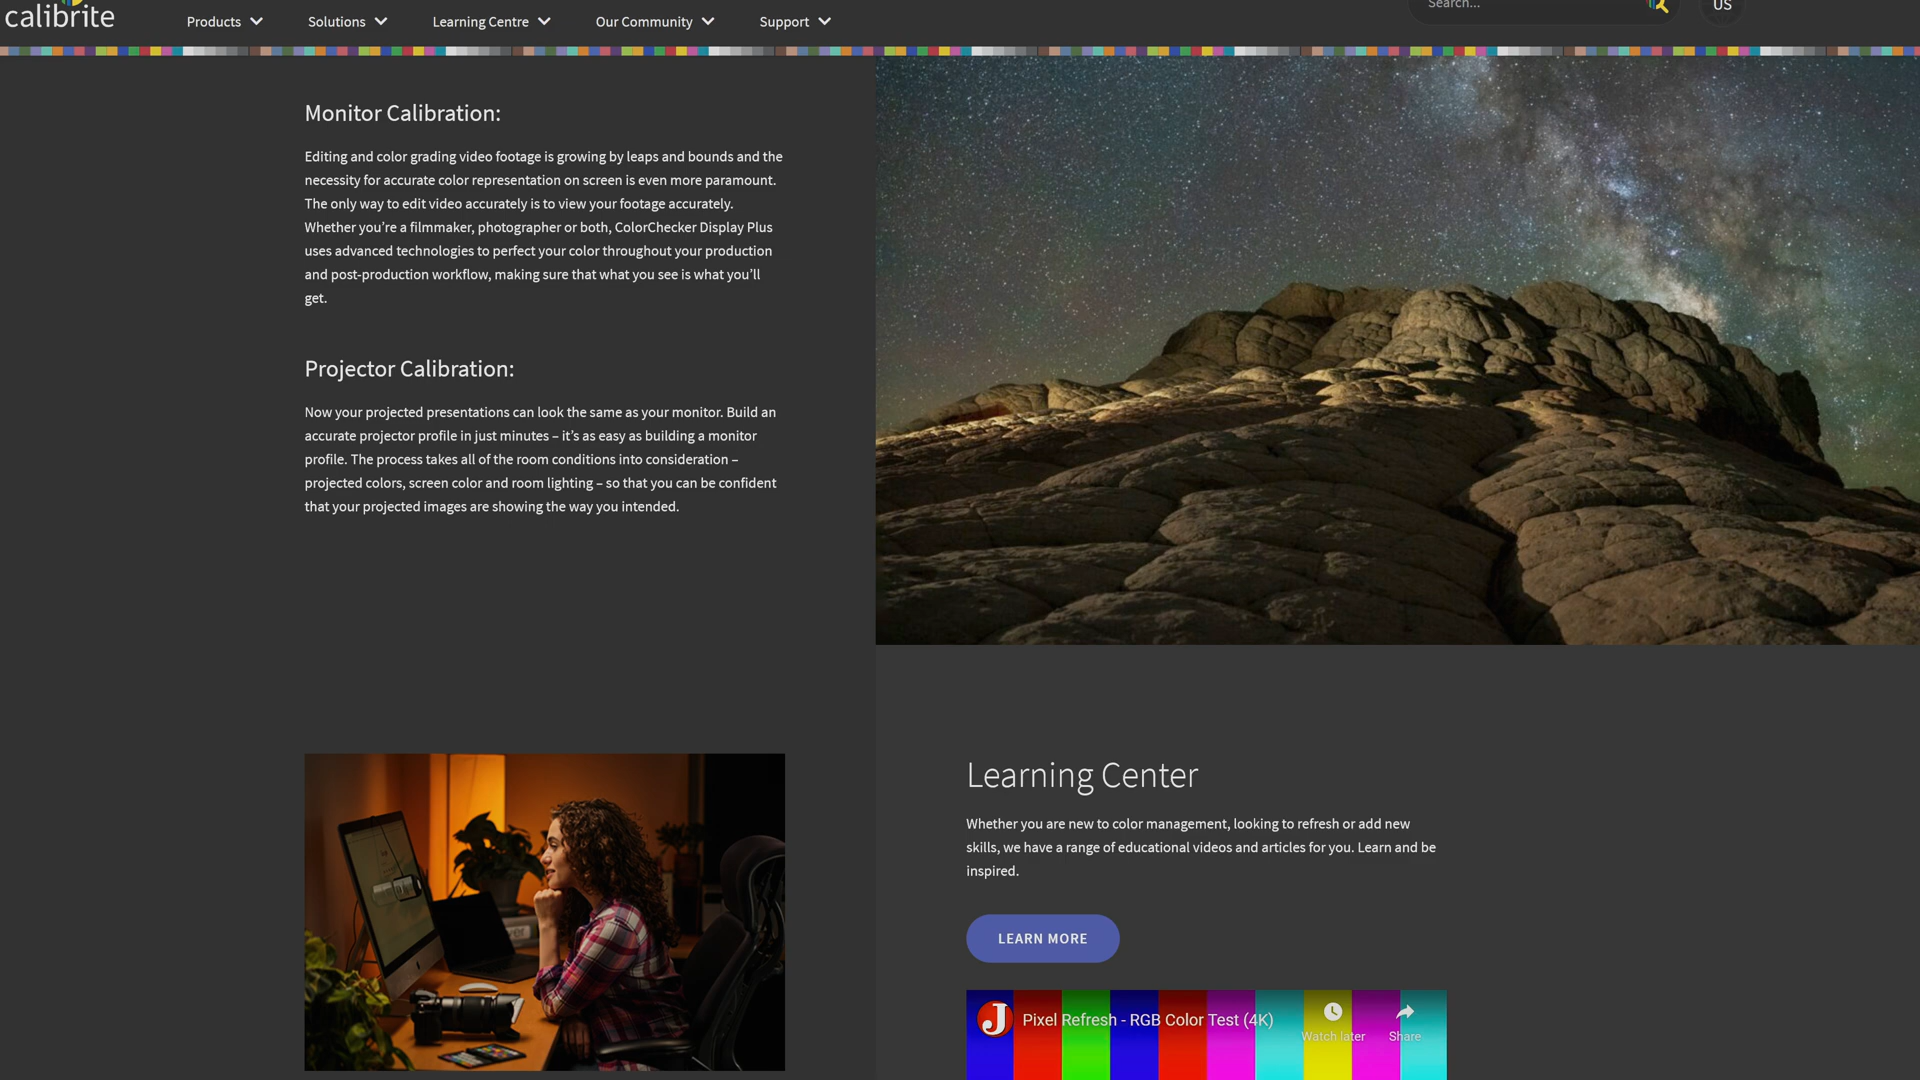 calibrite
Products
Solutions
Learning Centre
Our Community
Support
Search...
US
Monitor Calibration:
Editing and color grading video footage is growing by leaps and bounds and the
necessity for accurate color representation on screen is even more paramount.
The only way to edit video accurately is to view your footage accurately.
Whether you’re a filmmaker, photographer or both, ColorChecker Display Plus
uses advanced technologies to perfect your color throughout your production
and post-production workflow, making sure that what you see is what you’ll
get.
Projector Calibration:
Now your projected presentations can look the same as your monitor. Build an
accurate projector profile in just minutes – it’s as easy as building a monitor
profile. The process takes all of the room conditions into consideration –
projected colors, screen color and room lighting – so that you can be confident
that your projected images are showing the way you intended.
Learning Center
Whether you are new to color management, looking to refresh or add new
skills, we have a range of educational videos and articles for you. Learn and be
inspired.
LEARN MORE
J
Pixel Refresh - RGB Color Test (4K)
Watch later
Share